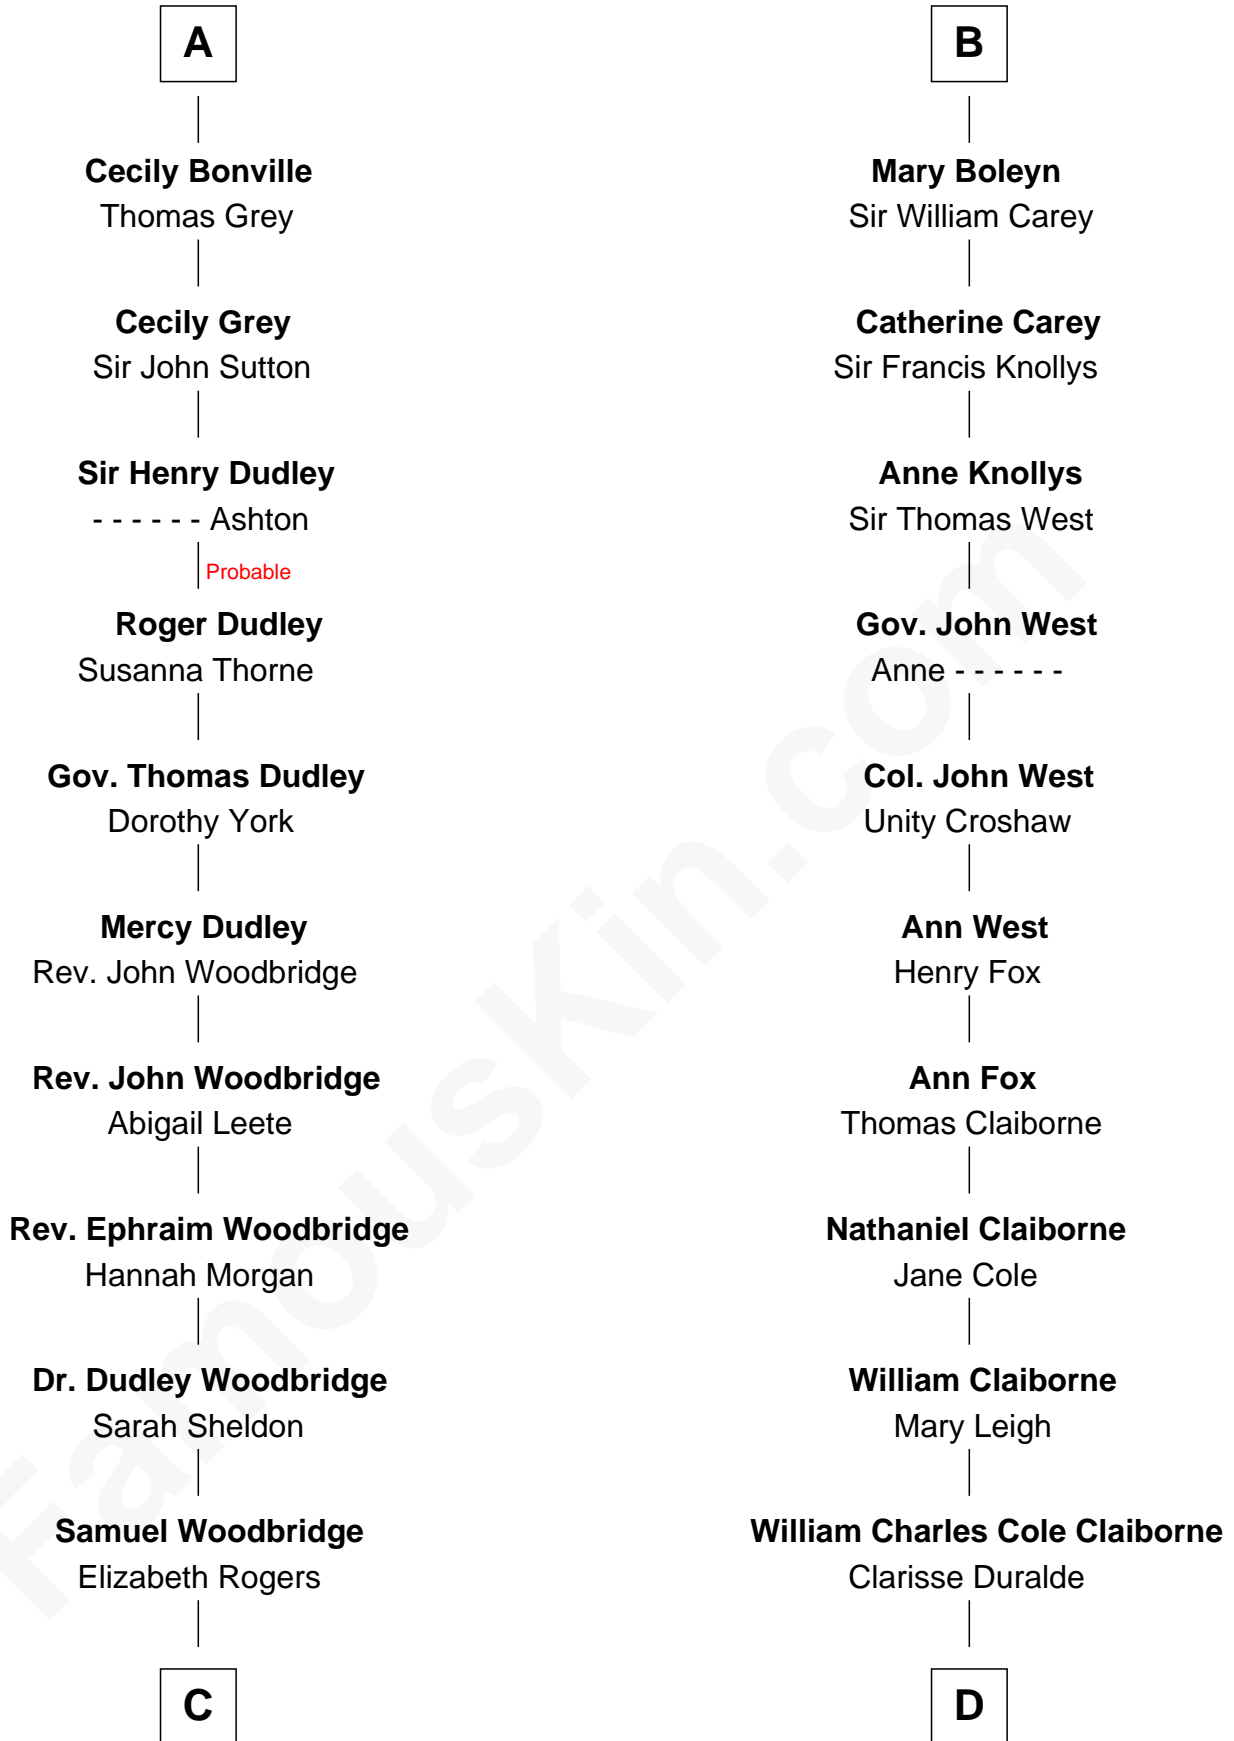 A
Cecily Bonville
Thomas Grey
Cecily Grey
Sir John Sutton
Sir Henry Dudley
- - - - - - Ashton
Probable
Roger Dudley
Susanna Thorne
Gov. Thomas Dudley
Dorothy York
Mercy Dudley
Rev. John Woodbridge
Rev. John Woodbridge
Abigail Leete
Rev. Ephraim Woodbridge
Hannah Morgan
Dr. Dudley Woodbridge
Sarah Sheldon
Samuel Woodbridge
Elizabeth Rogers
C
B
Mary Boleyn
Sir William Carey
Catherine Carey
Sir Francis Knollys
Anne Knollys
Sir Thomas West
Gov. John West
Anne - - - - - -
Col. John West
Unity Croshaw
Ann West
Henry Fox
Ann Fox
Thomas Claiborne
Nathaniel Claiborne
Jane Cole
William Claiborne
Mary Leigh
William Charles Cole Claiborne
Clarisse Duralde
D
FamousKin.com